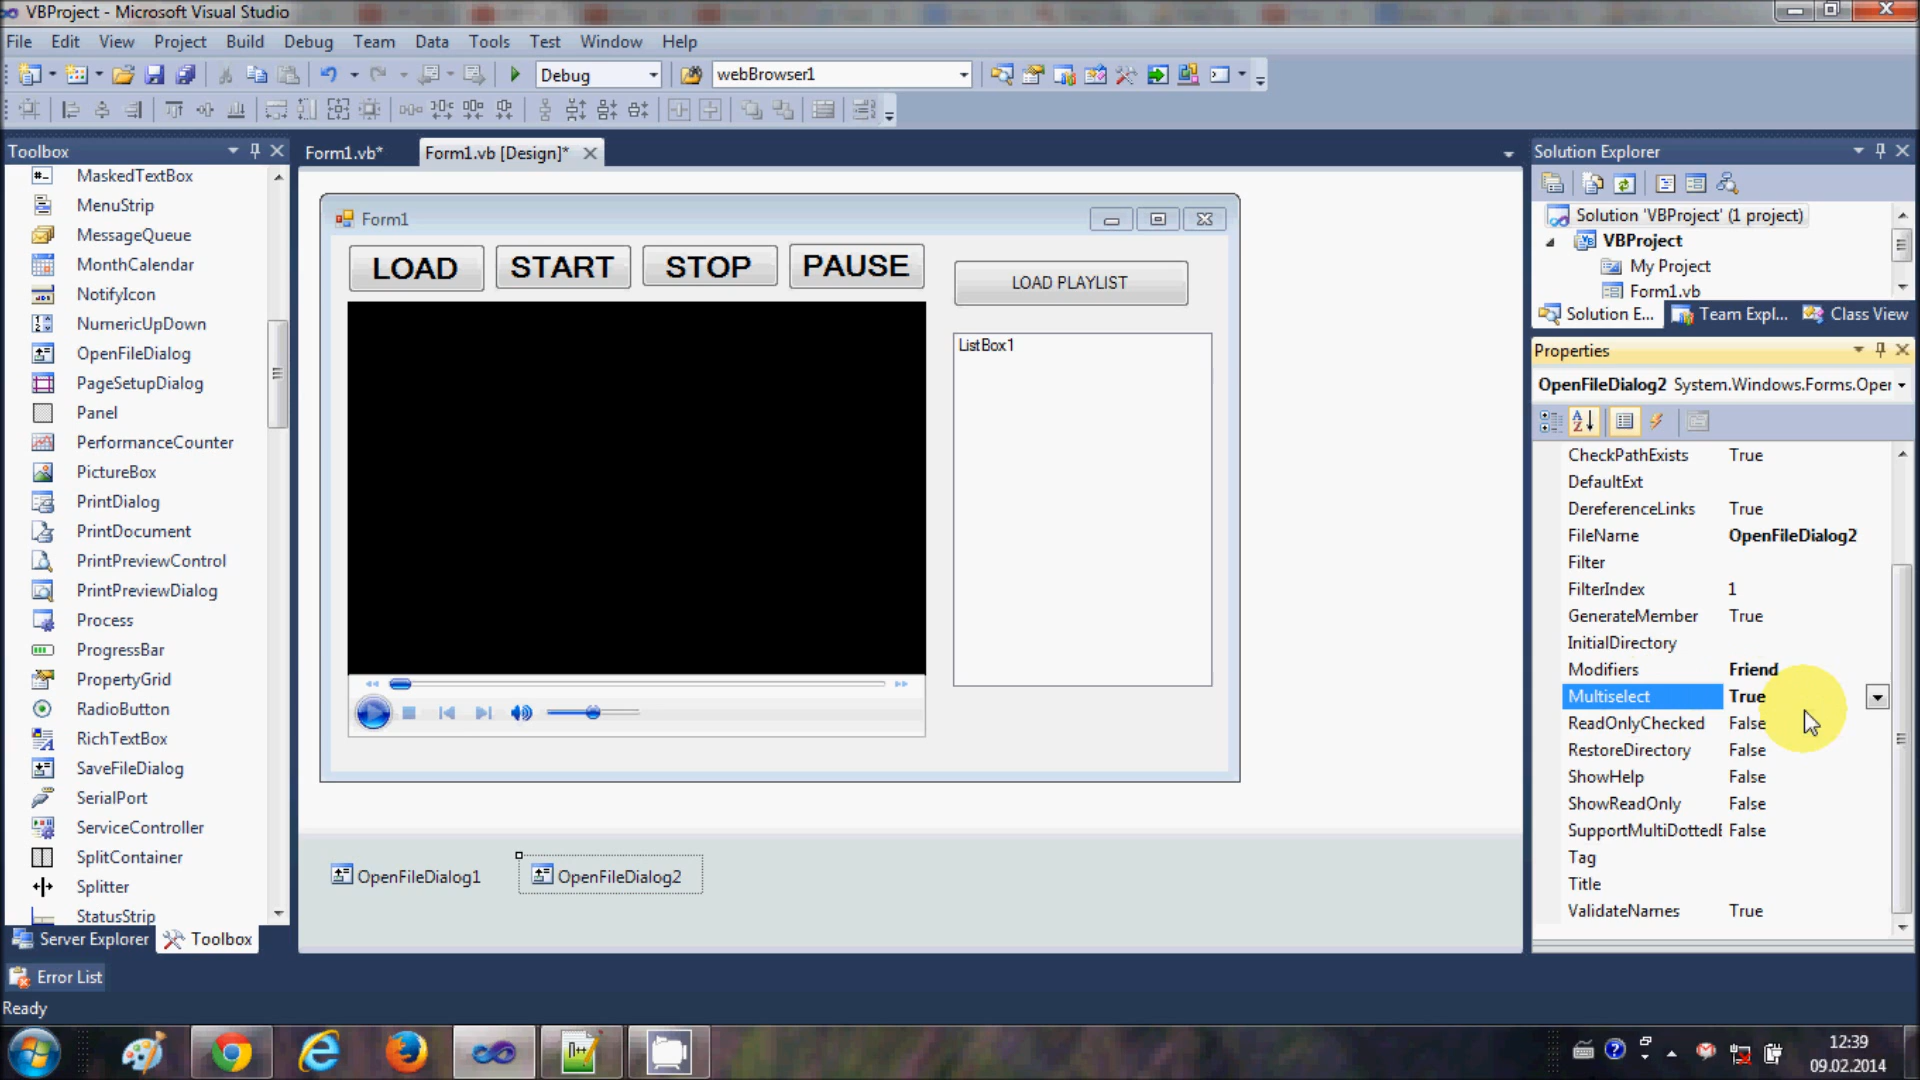 VBProject - Microsoft Visual Studio
File Edit View Project Build Debug Team Data Tools Test Window Help
Debug webBrowser1
Toolbox
MaskedTextBox
MenuStrip
MessageQueue
MonthCalendar
NotifyIcon
NumericUpDown
OpenFileDialog
PageSetupDialog
Panel
PerformanceCounter
PictureBox
PrintDialog
PrintDocument
PrintPreviewControl
PrintPreviewDialog
Process
ProgressBar
PropertyGrid
RadioButton
RichTextBox
SaveFileDialog
SerialPort
ServiceController
SplitContainer
Splitter
StatusStrip
Server Explorer Toolbox
Form1.vb* Form1.vb [Design]*
Form1
LOAD START STOP PAUSE
LOAD PLAYLIST
ListBox1
OpenFileDialog1 OpenFileDialog2
Solution Explorer
Solution 'VBProject' (1 project)
VBProject
My Project
Form1.vb
Solution E... Team Expl... Class View
Properties
OpenFileDialog2 System.Windows.Forms.Oper
CheckPathExists True
DefaultExt
DereferenceLinks True
FileName OpenFileDialog2
Filter
FilterIndex 1
GenerateMember True
InitialDirectory
Modifiers Friend
Multiselect True
ReadOnlyChecked False
RestoreDirectory False
ShowHelp False
ShowReadOnly False
SupportMultiDottedE False
Tag
Title
ValidateNames True
Error List
Ready
12:39
09.02.2014